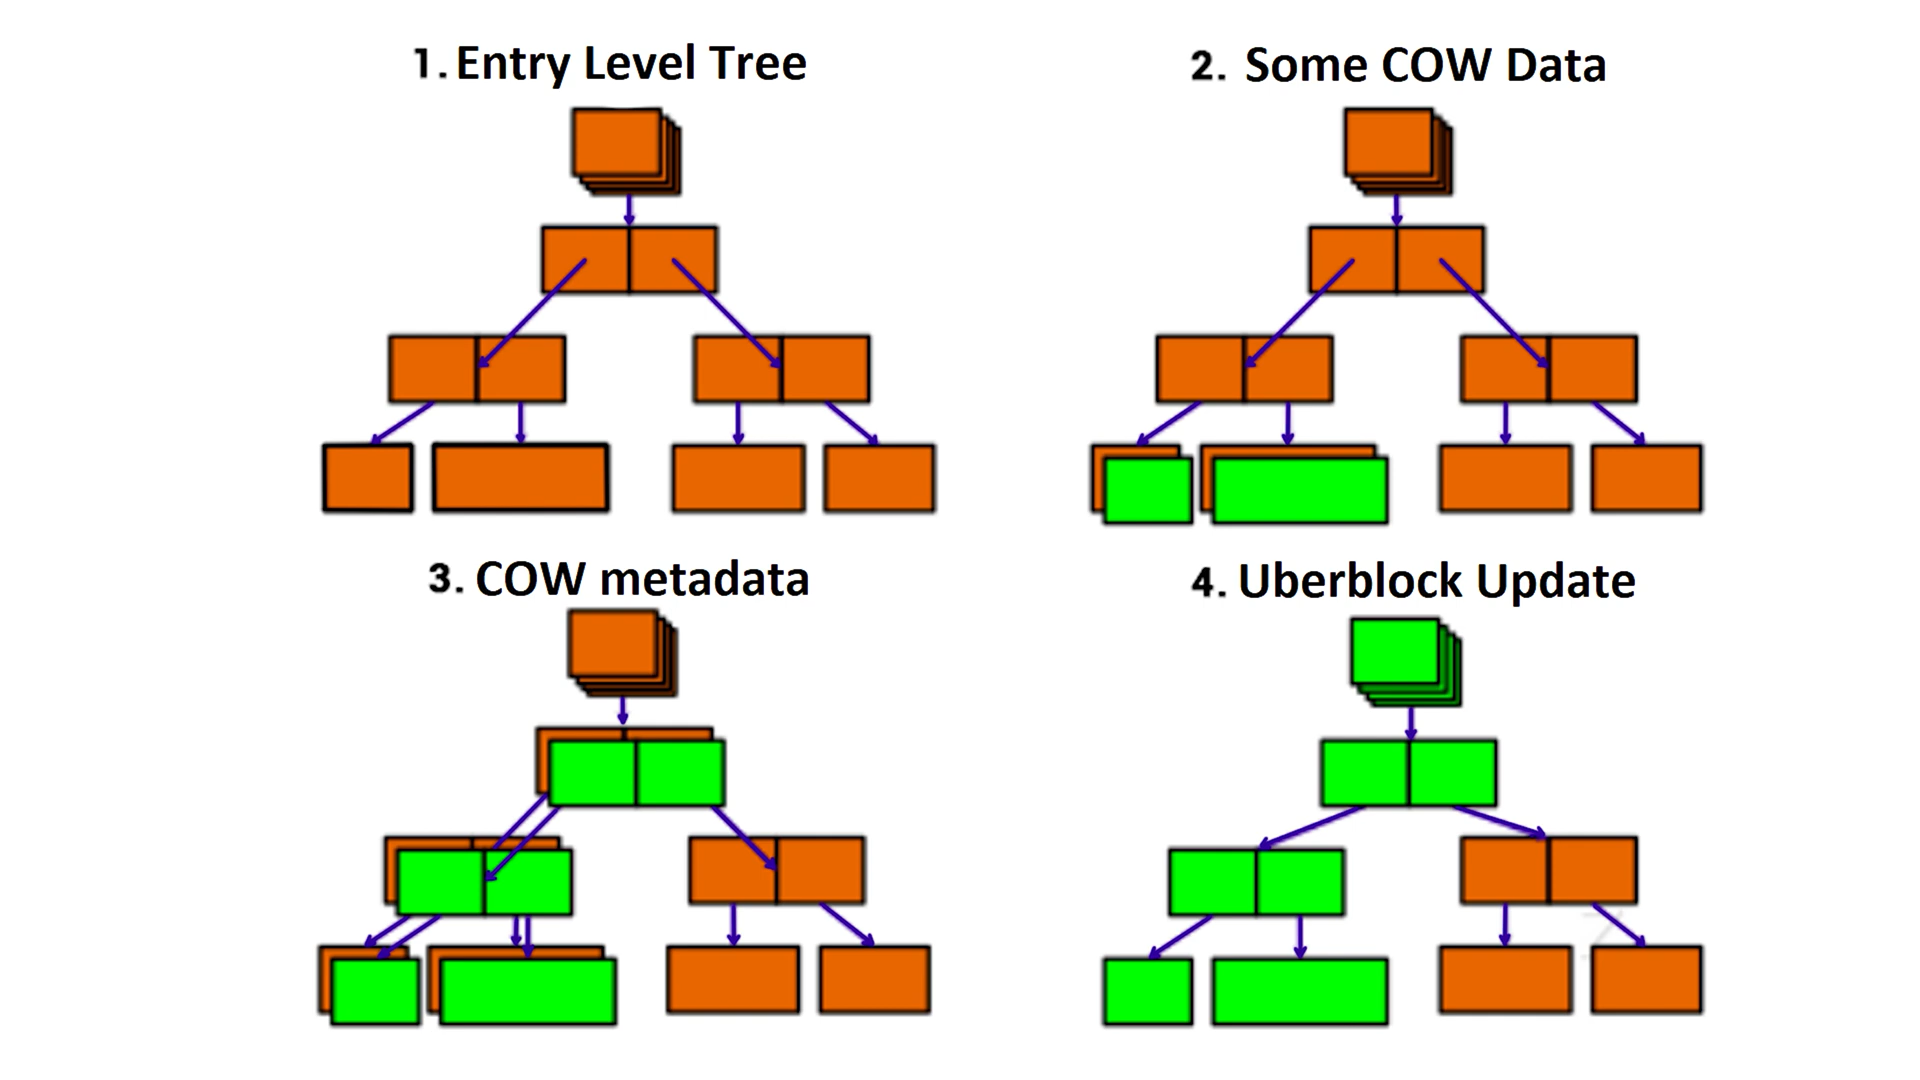 1. Entry Level Tree
2. Some COW Data
3. COW metadata
4. Uberblock Update